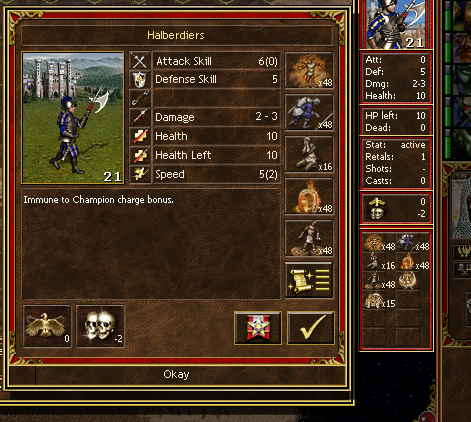 Halberdiers
21
Attack Skill 6(0)
Defense Skill 5
Damage 2 - 3
Health 10
Health Left 10
Speed 5(2)
x48
x48
x16
x48
x48
Immune to Champion charge bonus.
0
-2
Okay
21
Att: 0
Def: 5
Dmg: 2-3
Health: 10
HP left: 10
Dead: 0
Stat: active
Retals: 1
Shots: -
Casts: 0
0
-2
x48
x16 x48
x48
x15